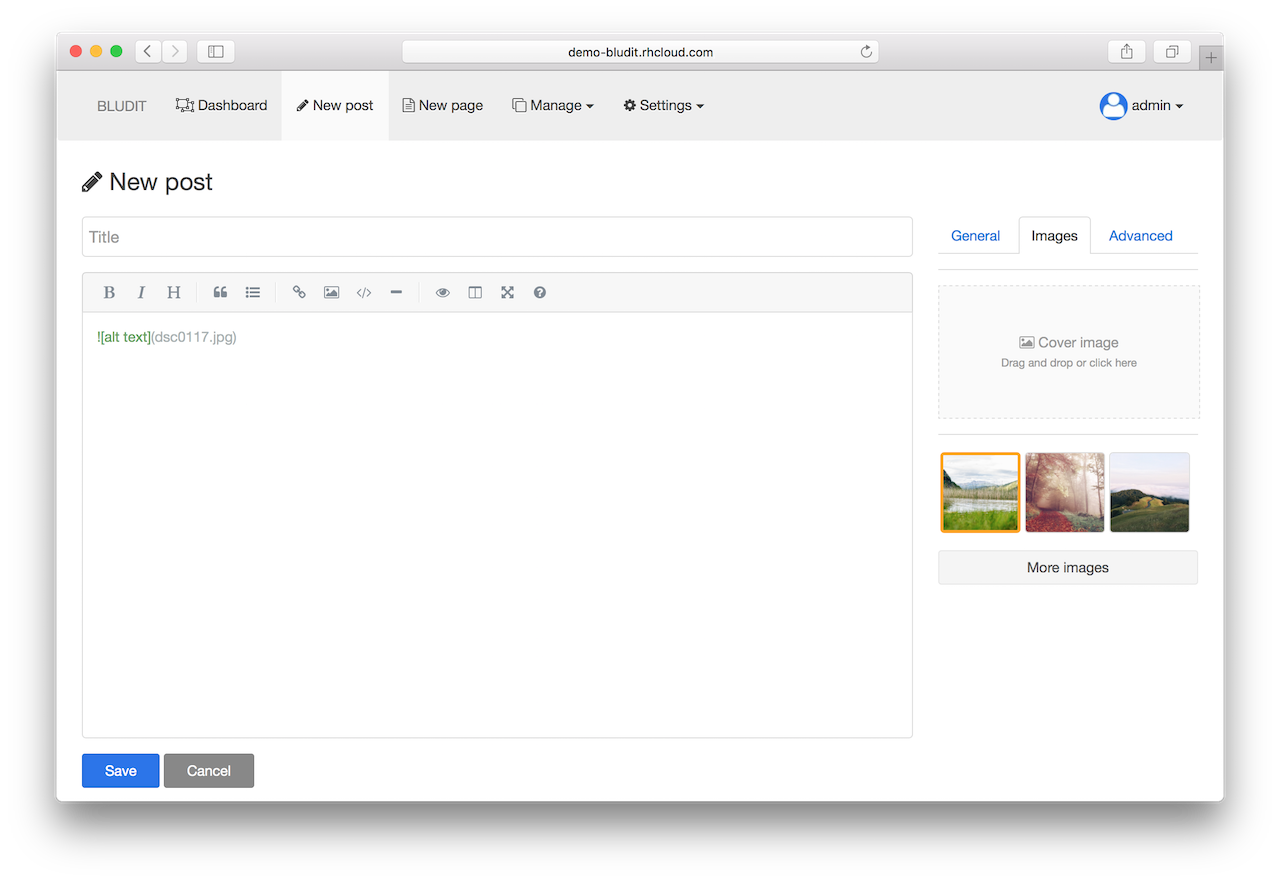 demo-bludit.rhcloud.com
BLUDIT Dashboard New post New page Manage Settings admin
New post
Title
General Images Advanced
B I H
![alt text](dsc0117.jpg)
Cover image
Drag and drop or click here
More images
Save Cancel